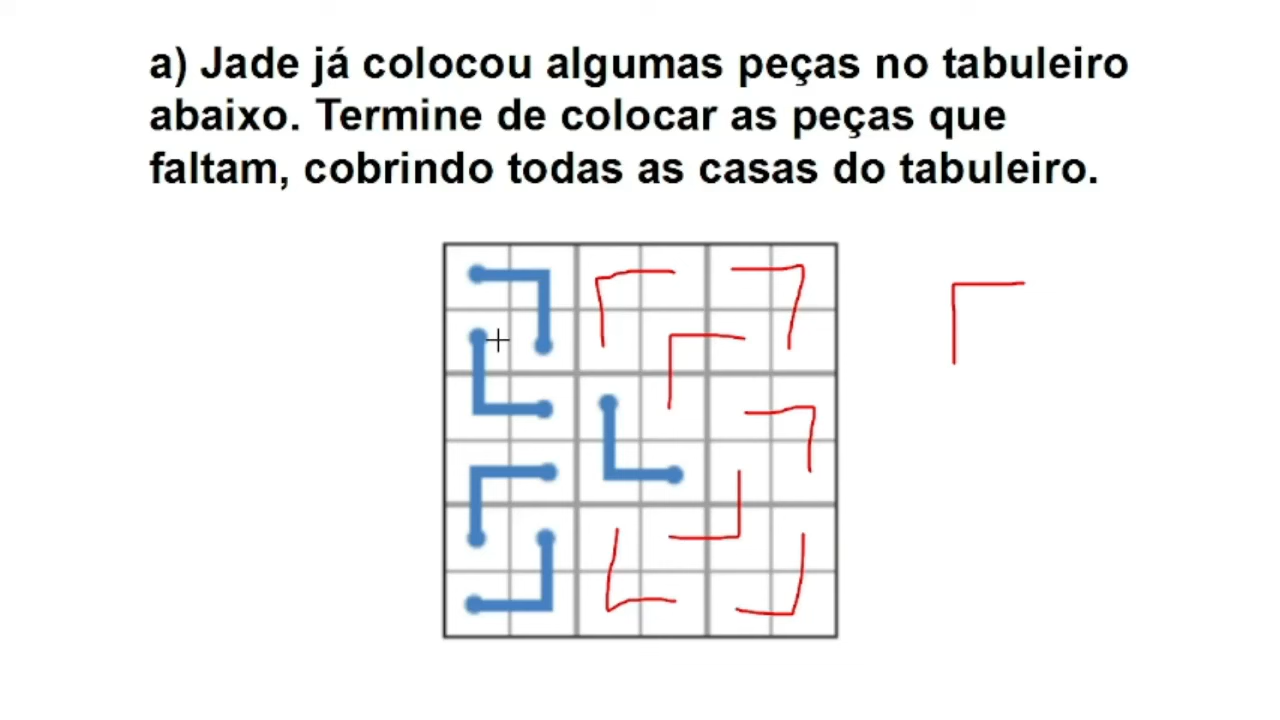 a) Jade já colocou algumas peças no tabuleiro
abaixo. Termine de colocar as peças que
faltam, cobrindo todas as casas do tabuleiro.